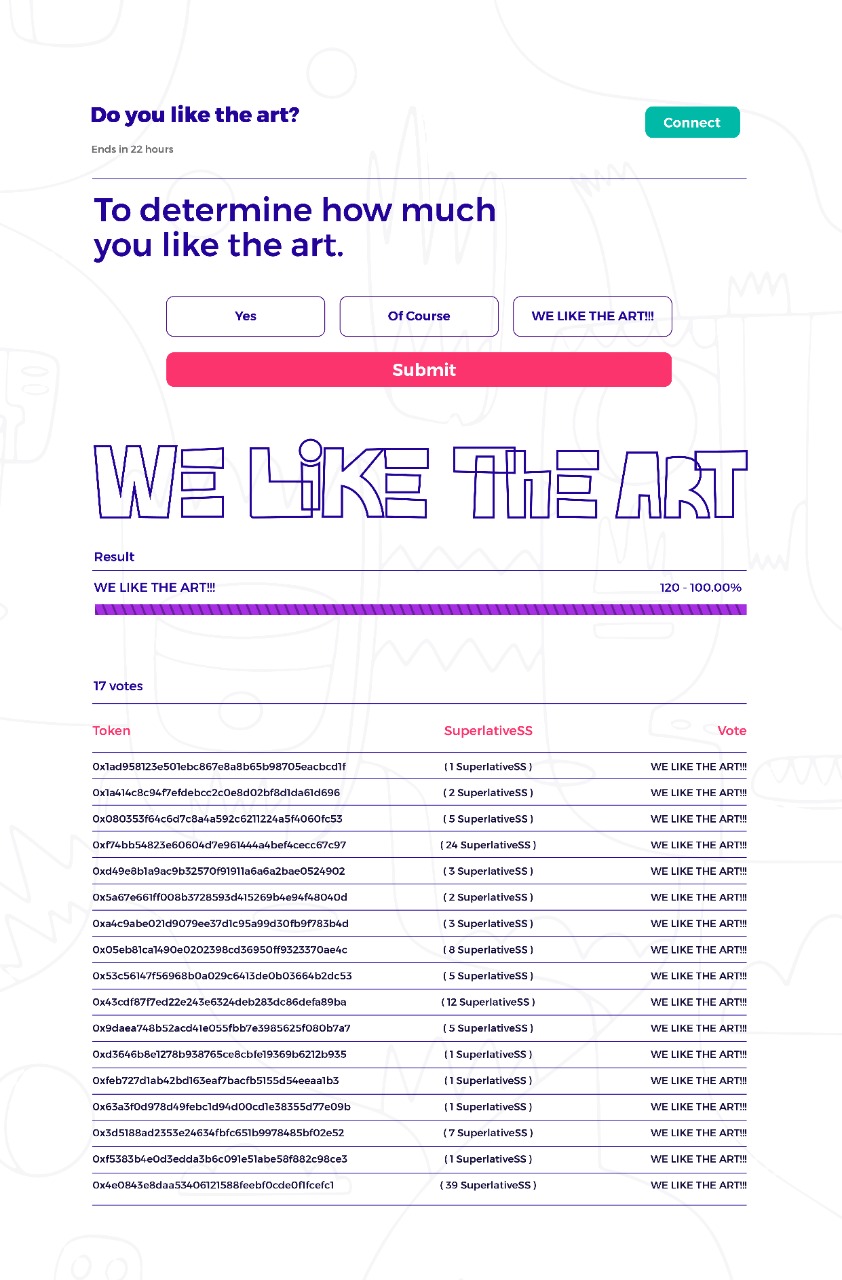 Do you like the art?
Connect
Ends in 22 hours
To determine how much
you like the art.
Yes Of Course WE LIKE THE ART!!!
Submit
WE LiKE ThE ART
Result
WE LIKE THE ART!!! 120 - 100.00%
17 votes
Token SuperlativeSS Vote
0x1ad958123e501ebc867e8a8b65b98705eacbcd1f ( 1 SuperlativeSS ) WE LIKE THE ART!!!
0x1a414c8c94f7efdebcc2c0e8d02bf8d1da61d696 ( 2 SuperlativeSS ) WE LIKE THE ART!!!
0x080353f64c6d7c8a4a592c6211224a5f4060fc53 ( 5 SuperlativeSS ) WE LIKE THE ART!!!
0xf74bb54823e60604d7e961444a4bef4cecc67c97 ( 24 SuperlativeSS ) WE LIKE THE ART!!!
0xd49e8b1a9ac9b32570f91911a6a6a2bae0524902 ( 3 SuperlativeSS ) WE LIKE THE ART!!!
0x5a67e661ff008b3728593d415269b4e94f48040d ( 2 SuperlativeSS ) WE LIKE THE ART!!!
0xa4c9abe021d9079ee37d1c95a99d30fb9f783b4d ( 3 SuperlativeSS ) WE LIKE THE ART!!!
0x05eb81ca1490e0202398cd36950ff9323370ae4c ( 8 SuperlativeSS ) WE LIKE THE ART!!!
0x53c56147f56968b0a029c6413de0b03664b2dc53 ( 5 SuperlativeSS ) WE LIKE THE ART!!!
0x43cdf87f7ed22e243e6324deb283dc86defa89ba ( 12 SuperlativeSS ) WE LIKE THE ART!!!
0x9daea748b52acd41e055fbb7e3985625f080b7a7 ( 5 SuperlativeSS ) WE LIKE THE ART!!!
0xd3646b8e1278b938765ce8cbfe19369b6212b935 ( 1 SuperlativeSS ) WE LIKE THE ART!!!
0xfeb727d1ab42bd163eaf7bacfb5155d54eeaa1b3 ( 1 SuperlativeSS ) WE LIKE THE ART!!!
0x63a3f0d978d49febc1d94d00cd1e38355d77e09b ( 1 SuperlativeSS ) WE LIKE THE ART!!!
0x3d5188ad2353e24634fbfc651b9978485bf02e52 ( 7 SuperlativeSS ) WE LIKE THE ART!!!
0xf5383b4e0d3edda3b6c091e51abe58f882c98ce3 ( 1 SuperlativeSS ) WE LIKE THE ART!!!
0x4e0843e8daa53406121588feebf0cde0f1fcefc1 ( 39 SuperlativeSS ) WE LIKE THE ART!!!